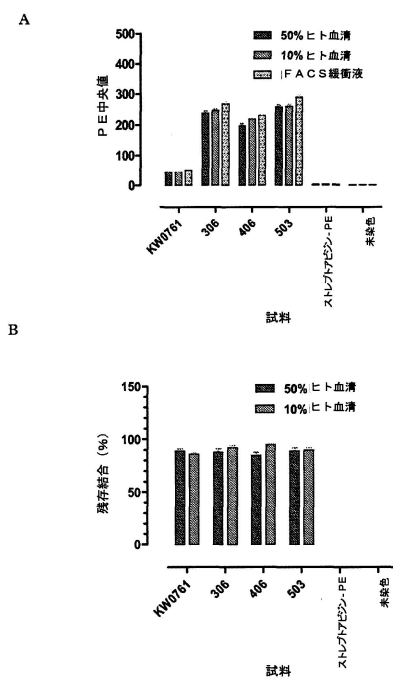 A
500
400
300
200
100
0
PE中央値
50%ヒト血清
10%ヒト血清
FACS緩衝液
KW0761
306
406
503
ストレプトアビジン-PE
未染色
試料
B
150
100
50
0
残存結合（%）
50%ヒト血清
10%ヒト血清
KW0761
306
406
503
ストレプトアビジン-PE
未染色
試料